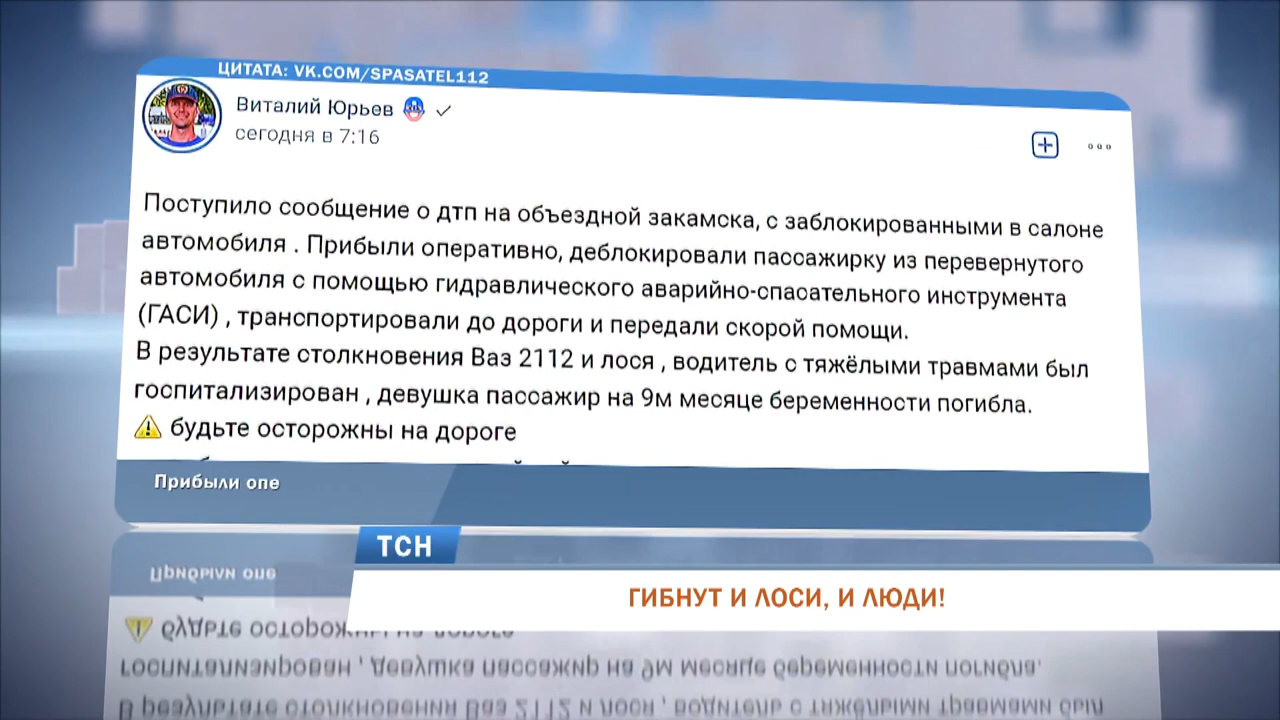 ЦИТАТА: VK.COM/SPASATEL112
Виталий Юрьев
сегодня в 7:16
Поступило сообщение о дтп на объездной закамска, с заблокированными в салоне
автомобиля . Прибыли оперативно, деблокировали пассажирку из перевернутого
автомобиля с помощью гидравлического аварийно-спасательного инструмента
(ГАСИ) , транспортировали до дороги и передали скорой помощи.
В результате столкновения Ваз 2112 и лося , водитель с тяжёлыми травмами был
госпитализирован , девушка пассажир на 9м месяце беременности погибла.
⚠ будьте осторожны на дороге
Прибыли опе
ТСН
ГИБНУТ И ЛОСИ, И ЛЮДИ!